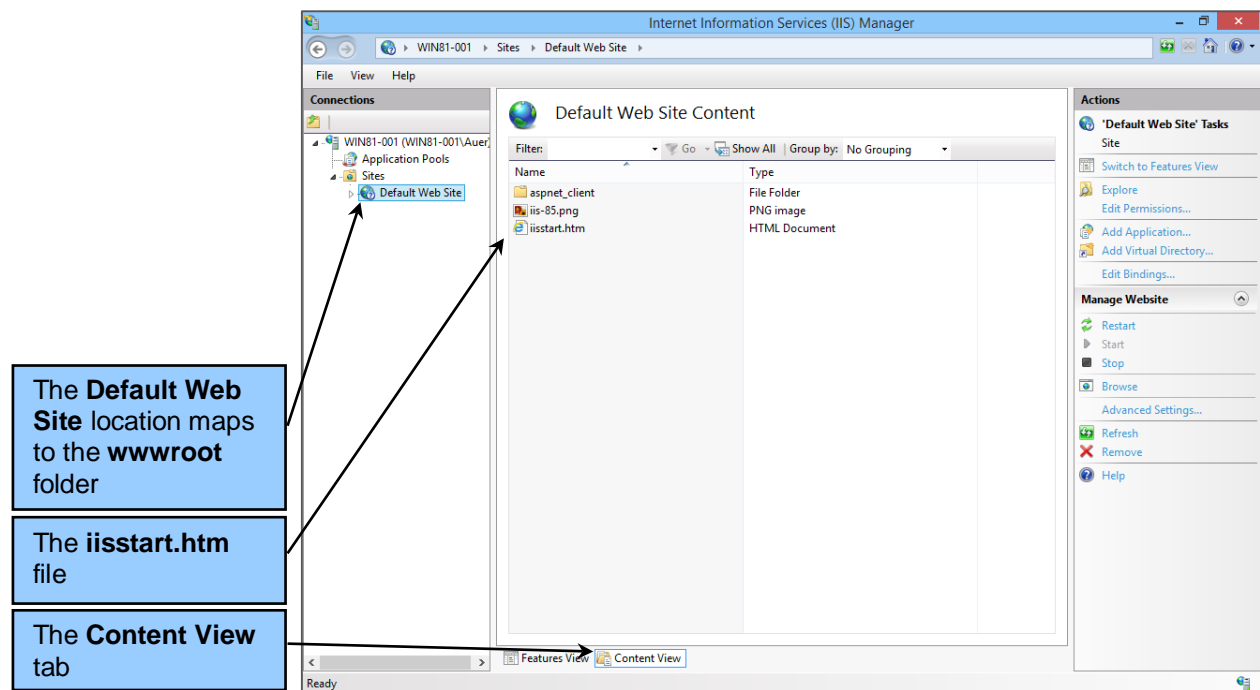 Internet Information Services (IIS) Manager
WIN81-001 Sites Default Web Site
File View Help
Connections
WIN81-001 (WIN81-001\Auer
Application Pools
Sites
Default Web Site
Default Web Site Content
Filter: Go Show All Group by: No Grouping
Name Type
aspnet_client File Folder
iis-85.png PNG image
iisstart.htm HTML Document
Features View Content View
Ready
Actions
'Default Web Site' Tasks
Site
Switch to Features View
Explore
Edit Permissions...
Add Application...
Add Virtual Directory...
Edit Bindings...
Manage Website
Restart
Start
Stop
Browse
Advanced Settings...
Refresh
Remove
Help
The Default Web
Site location maps
to the wwwroot
folder
The iisstart.htm
file
The Content View
tab